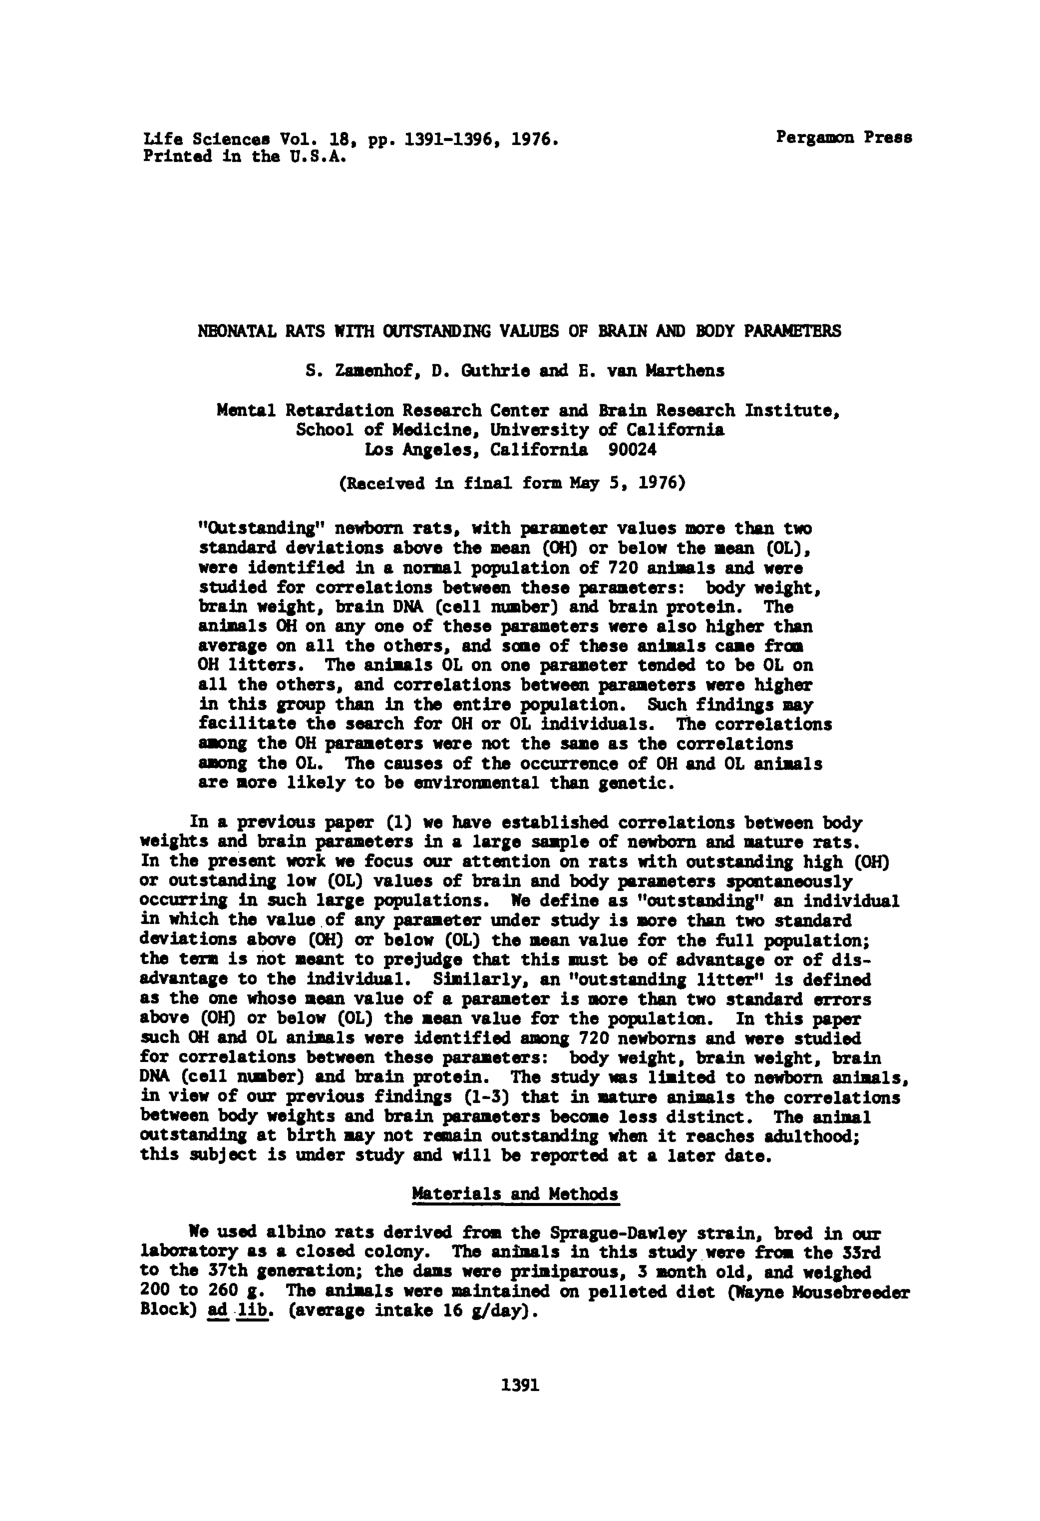 Life Sciences Vol. 18, pp. 1391-1396, 1976. Pergamon Press
Printed in the U.S.A.
NEONATAL RATS WITH OUTSTANDING VALUES OF BRAIN AND BODY PARAMETERS
S. Zamenhof, D. Guthrie and E. van Marthens
Mental Retardation Research Center and Brain Research Institute,
School of Medicine, University of California
Los Angeles, California 90024
(Received in final form May 5, 1976)
"Outstanding" newborn rats, with parameter values more than two
standard deviations above the mean (OH) or below the mean (OL),
were identified in a normal population of 720 animals and were
studied for correlations between these parameters: body weight,
brain weight, brain DNA (cell number) and brain protein. The
animals OH on any one of these parameters were also higher than
average on all the others, and some of these animals came from
OH litters. The animals OL on one parameter tended to be OL on
all the others, and correlations between parameters were higher
in this group than in the entire population. Such findings may
facilitate the search for OH or OL individuals. The correlations
among the OH parameters were not the same as the correlations
among the OL. The causes of the occurrence of OH and OL animals
are more likely to be environmental than genetic.
In a previous paper (1) we have established correlations between body
weights and brain parameters in a large sample of newborn and mature rats.
In the present work we focus our attention on rats with outstanding high (OH)
or outstanding low (OL) values of brain and body parameters spontaneously
occurring in such large populations. We define as "outstanding" an individual
in which the value of any parameter under study is more than two standard
deviations above (OH) or below (OL) the mean value for the full population;
the term is not meant to prejudge that this must be of advantage or of dis-
advantage to the individual. Similarly, an "outstanding litter" is defined
as the one whose mean value of a parameter is more than two standard errors
above (OH) or below (OL) the mean value for the population. In this paper
such OH and OL animals were identified among 720 newborns and were studied
for correlations between these parameters: body weight, brain weight, brain
DNA (cell number) and brain protein. The study was limited to newborn animals,
in view of our previous findings (1-3) that in mature animals the correlations
between body weights and brain parameters become less distinct. The animal
outstanding at birth may not remain outstanding when it reaches adulthood;
this subject is under study and will be reported at a later date.
Materials and Methods
We used albino rats derived from the Sprague-Dawley strain, bred in our
laboratory as a closed colony. The animals in this study were from the 33rd
to the 37th generation; the dams were primiparous, 3 month old, and weighed
200 to 260 g. The animals were maintained on pelleted diet (Wayne Mousebreeder
Block) ad lib. (average intake 16 g/day).
1391